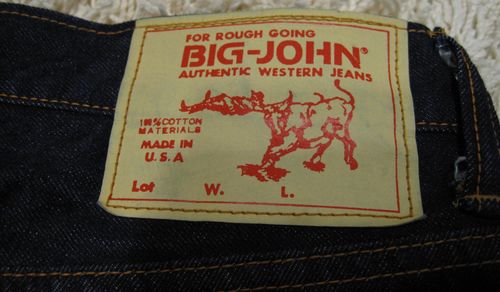 FOR ROUGH GOING
BIG-JOHN®
AUTHENTIC WESTERN JEANS
100% COTTON
MATERIALS
MADE IN
U.S.A
Lot W. L.